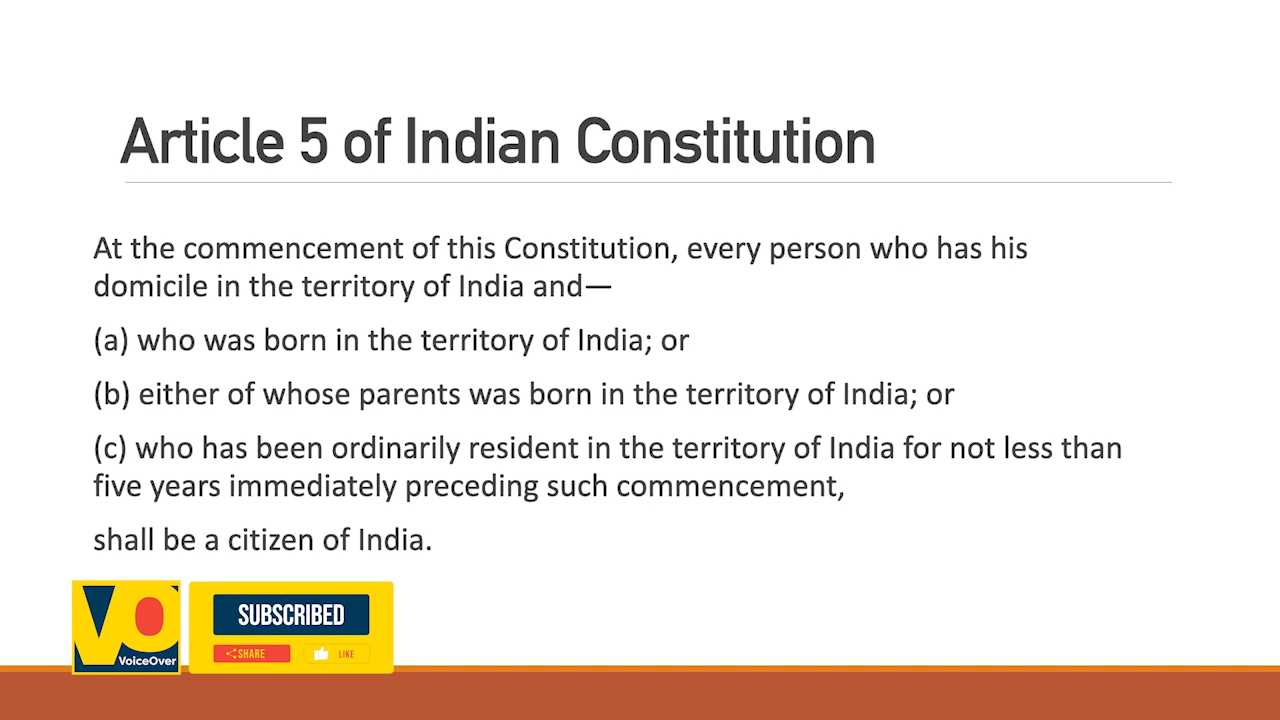 Article 5 of Indian Constitution
At the commencement of this Constitution, every person who has his
domicile in the territory of India and—
(a) who was born in the territory of India; or
(b) either of whose parents was born in the territory of India; or
(c) who has been ordinarily resident in the territory of India for not less than
five years immediately preceding such commencement,
shall be a citizen of India.
VO
VoiceOver
SUBSCRIBED
SHARE
LIKE